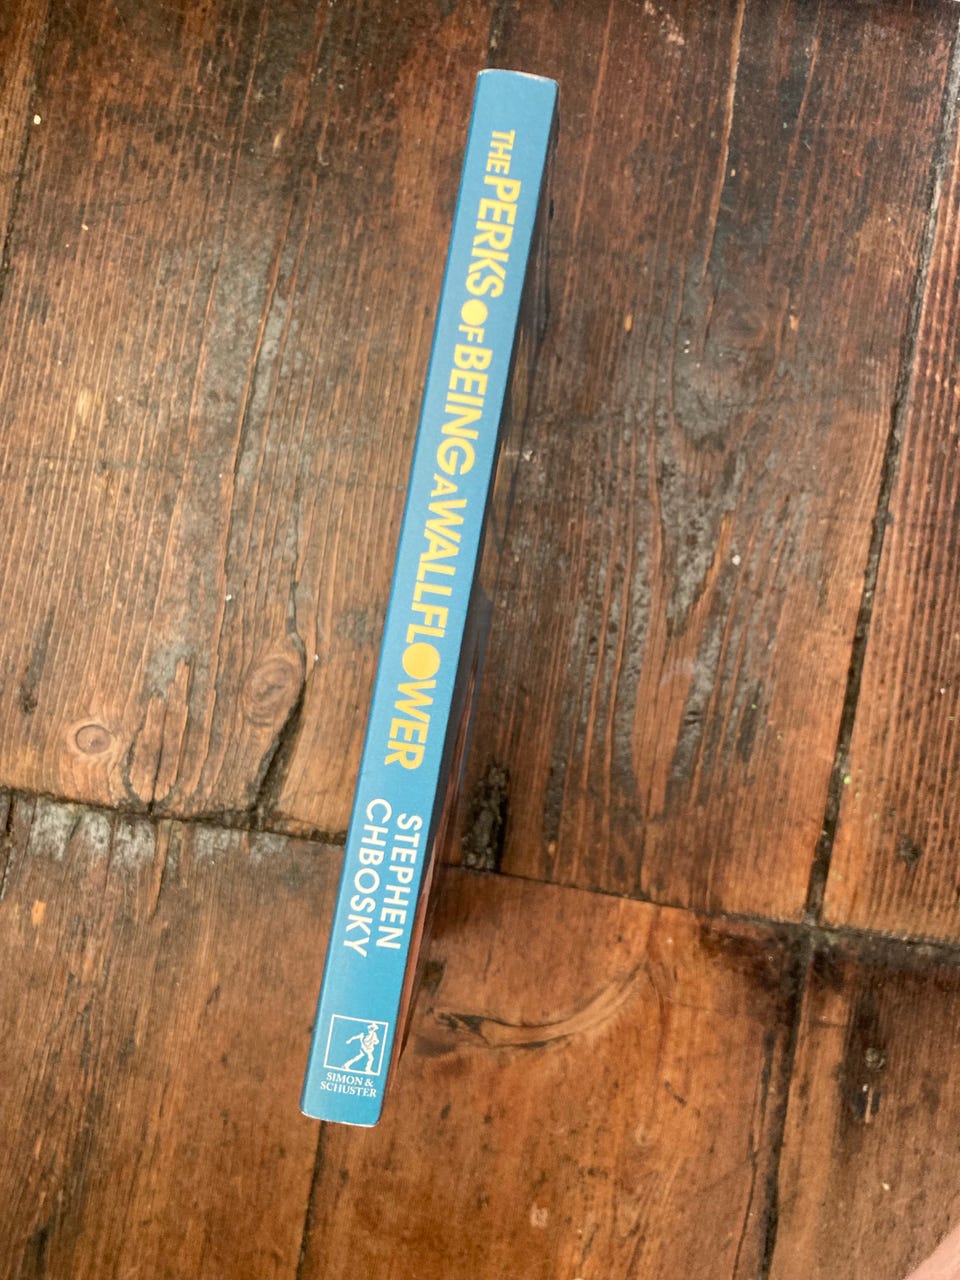 THE PERKS OF BEING A WALLFLOWER
STEPHEN
CHBOSKY
SIMON &
SCHUSTER